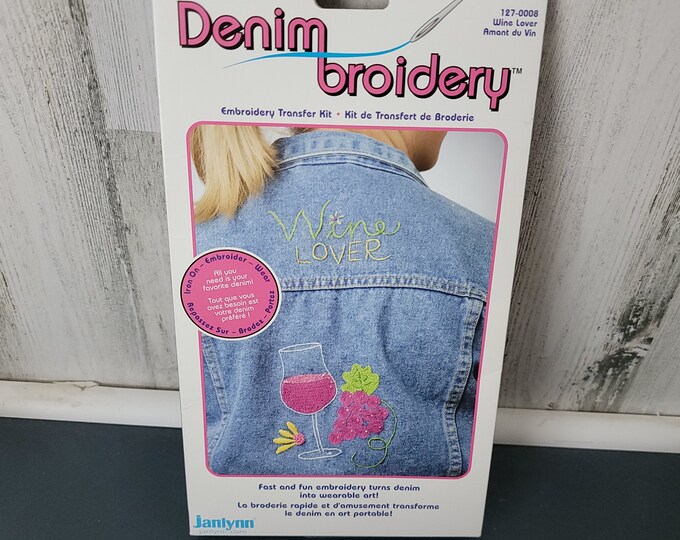 Denim
broidery™
127-0008
Wine Lover
Amant du Vin
Embroidery Transfer Kit • Kit de Transfert de Broderie
Wine
LOVER
Iron On – Embroider – Wear
All you
need is your
favorite denim!
Tout que vous
avez besoin est
votre denim
préféré !
Repassez Sur – Brodez – Portez
Fast and fun embroidery turns denim
into wearable art!
La broderie rapide et d'amusement transforme
le denim en art portable!
janlynn
janlynn.com